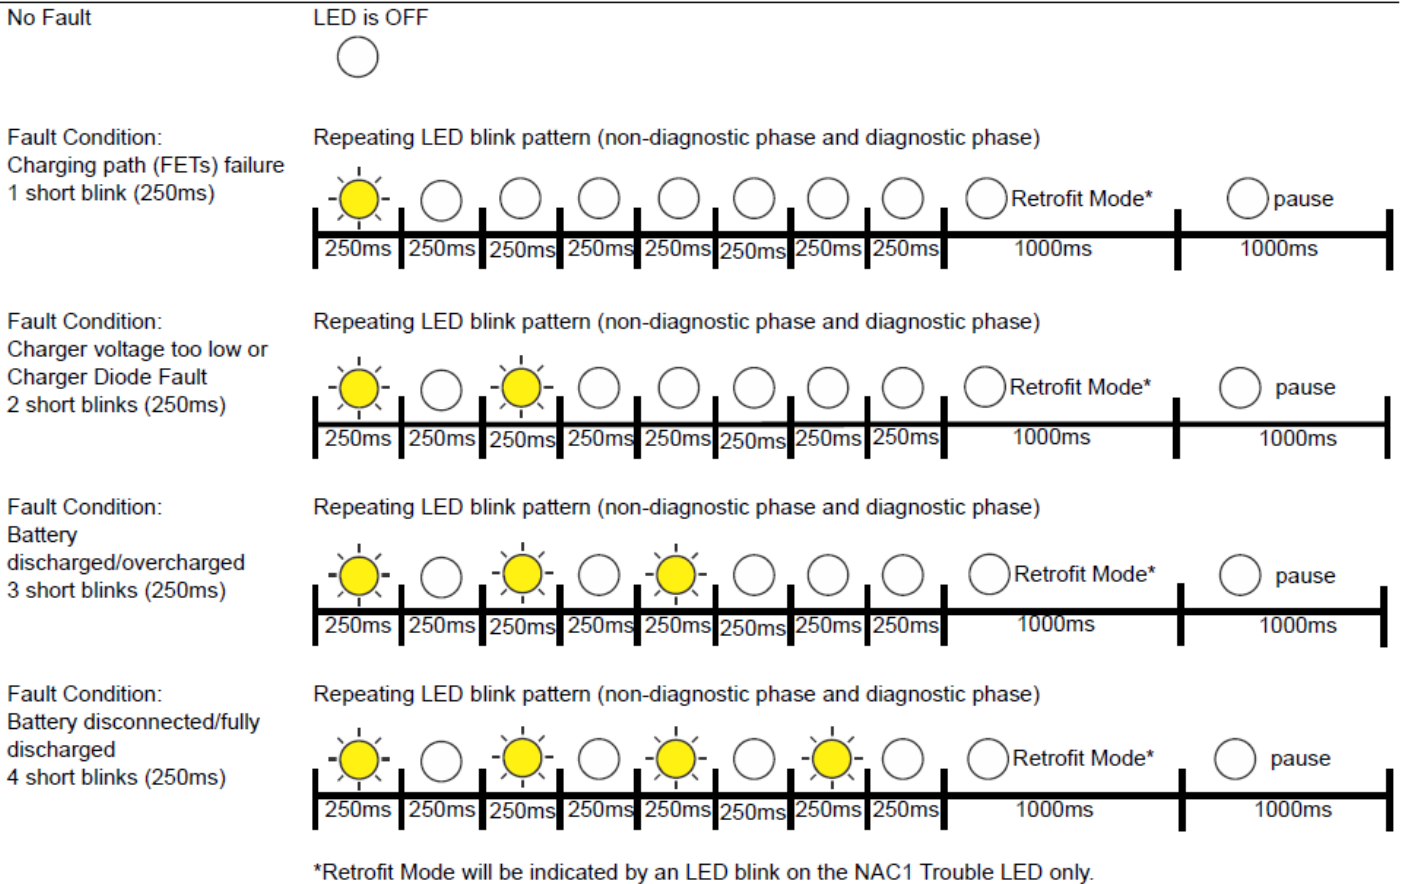 No Fault
LED is OFF
Fault Condition:
Charging path (FETs) failure
1 short blink (250ms)
Repeating LED blink pattern (non-diagnostic phase and diagnostic phase)
Retrofit Mode*
pause
250ms 250ms 250ms 250ms 250ms 250ms 250ms 250ms 1000ms 1000ms
Fault Condition:
Charger voltage too low or
Charger Diode Fault
2 short blinks (250ms)
Repeating LED blink pattern (non-diagnostic phase and diagnostic phase)
Retrofit Mode*
pause
250ms 250ms 250ms 250ms 250ms 250ms 250ms 250ms 1000ms 1000ms
Fault Condition:
Battery
discharged/overcharged
3 short blinks (250ms)
Repeating LED blink pattern (non-diagnostic phase and diagnostic phase)
Retrofit Mode*
pause
250ms 250ms 250ms 250ms 250ms 250ms 250ms 250ms 1000ms 1000ms
Fault Condition:
Battery disconnected/fully
discharged
4 short blinks (250ms)
Repeating LED blink pattern (non-diagnostic phase and diagnostic phase)
Retrofit Mode*
pause
250ms 250ms 250ms 250ms 250ms 250ms 250ms 250ms 1000ms 1000ms
*Retrofit Mode will be indicated by an LED blink on the NAC1 Trouble LED only.